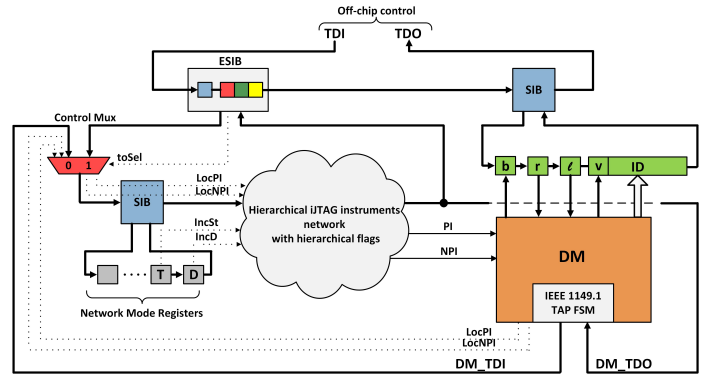 Off-chip control
TDI TDO
ESIB
SIB
Control Mux
0 1
toSel
b r ℓ v ID
LocPI
LocNPI
SIB
Hierarchical iJTAG instruments
network
with hierarchical flags
IncSt
IncD
PI
NPI
DM
T D
Network Mode Registers
IEEE 1149.1
TAP FSM
LocPI
LocNPI
DM_TDI DM_TDO